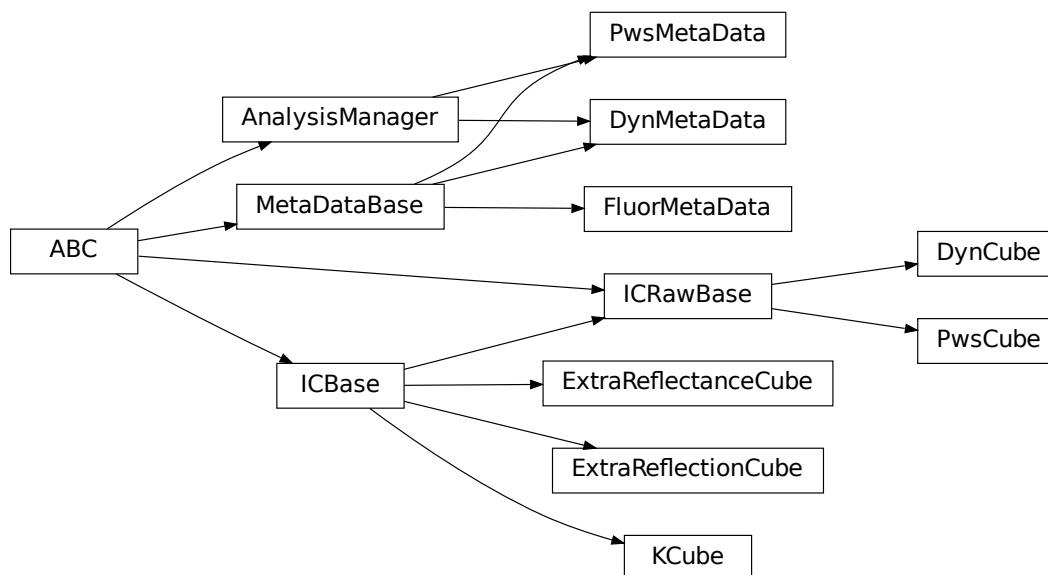 PwsMetaData
AnalysisManager
DynMetaData
MetaDataBase
FluorMetaData
ABC
DynCube
ICRawBase
PwsCube
ICBase
ExtraReflectanceCube
ExtraReflectionCube
KCube